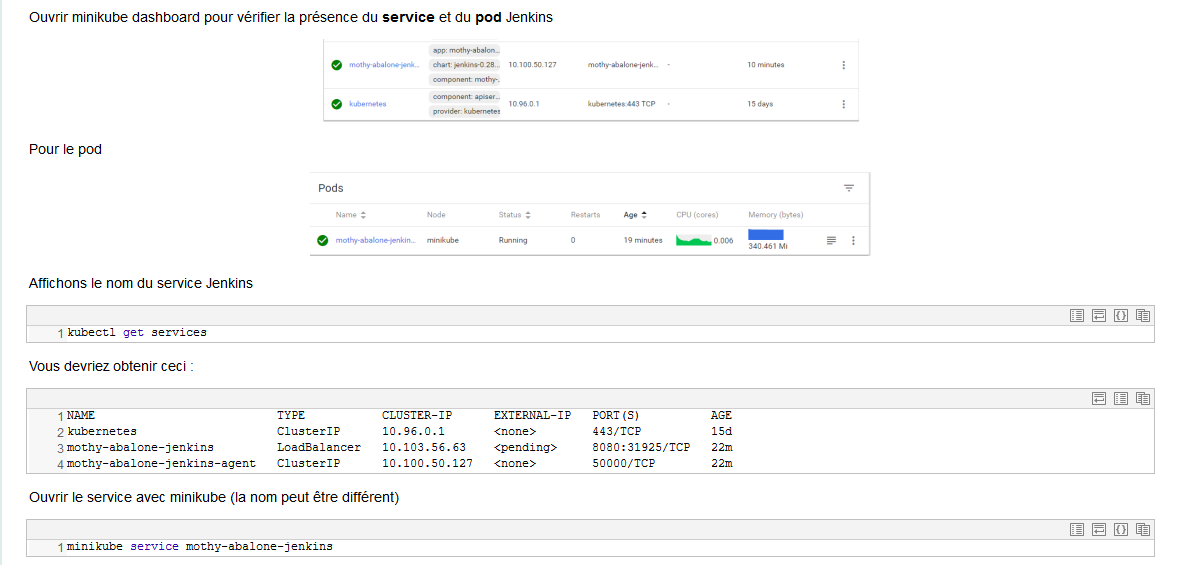 Ouvrir minikube dashboard pour vérifier la présence du service et du pod Jenkins
app: mothy-abalon...
mothy-abalone-jenk... chart: jenkins-0.28... 10.100.50.127 mothy-abalone-jenk... - 10 minutes
component: mothy-.
component: apiser...
kubernetes 10.96.0.1 kubernetes:443 TCP - 15 days
provider: kubernetes
Pour le pod
Pods
Name Node Status Restarts Age CPU (cores) Memory (bytes)
mothy-abalone-jenkin... minikube Running 0 19 minutes 0.006 340.461 Mi
Affichons le nom du service Jenkins
1 kubectl get services
Vous devriez obtenir ceci :
1 NAME TYPE CLUSTER-IP EXTERNAL-IP PORT(S) AGE
2 kubernetes ClusterIP 10.96.0.1 <none> 443/TCP 15d
3 mothy-abalone-jenkins LoadBalancer 10.103.56.63 <pending> 8080:31925/TCP 22m
4 mothy-abalone-jenkins-agent ClusterIP 10.100.50.127 <none> 50000/TCP 22m
Ouvrir le service avec minikube (la nom peut être différent)
1 minikube service mothy-abalone-jenkins